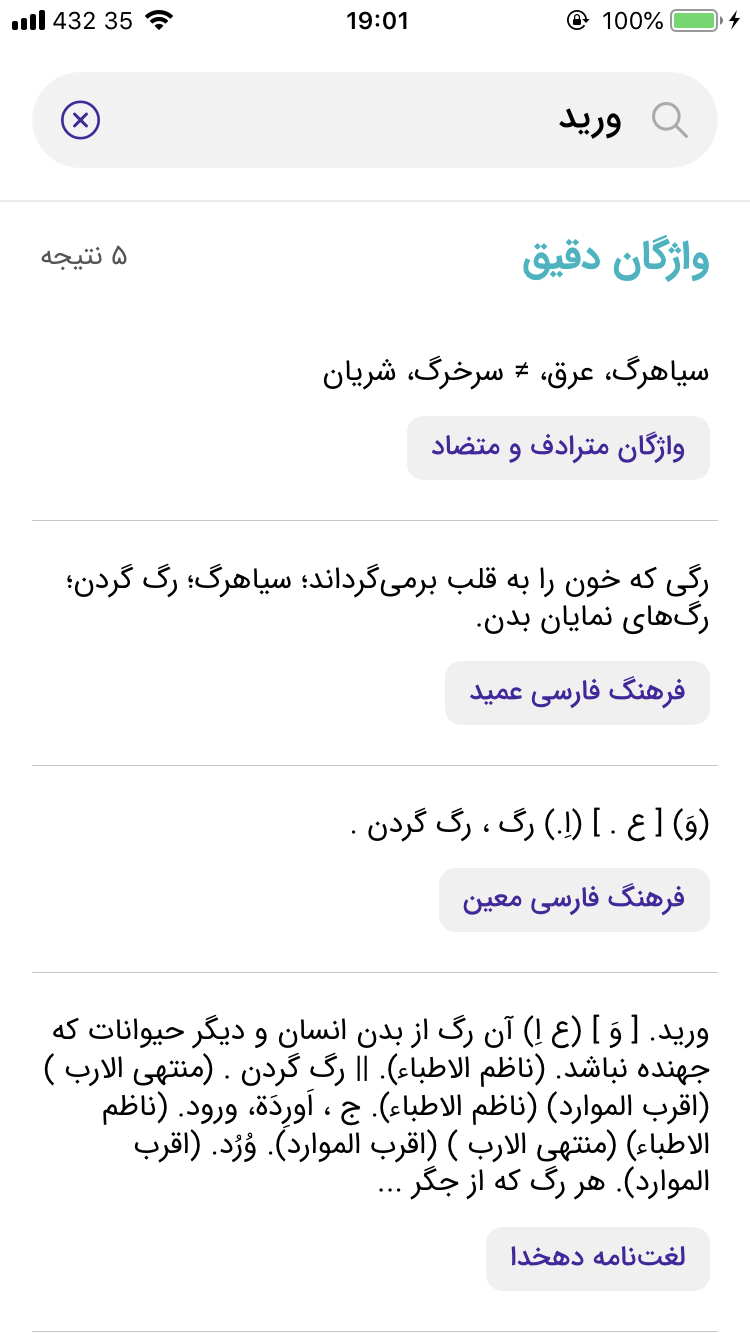 432 35
19:01
100%
ورید
واژگان دقیق
۵ نتیجه
سیاهرگ، عرق، ≠ سرخرگ، شریان
واژگان مترادف و متضاد
رگی که خون را به قلب برمی‌گرداند؛ سیاهرگ؛ رگ گردن؛
رگ‌های نمایان بدن.
فرهنگ فارسی عمید
(وَ) [ ع . ] (اِ.) رگ ، رگ گردن .
فرهنگ فارسی معین
ورید. [ وَ ] (ع اِ) آن رگ از بدن انسان و دیگر حیوانات که
جهنده نباشد. (ناظم الاطباء). || رگ گردن . (منتهی الارب )
(اقرب الموارد) (ناظم الاطباء). ج ، اَورِدَة، ورود. (ناظم
الاطباء) (منتهی الارب ) (اقرب الموارد). وُرُد. (اقرب
الموارد). هر رگ که از جگر ...
لغت‌نامه دهخدا